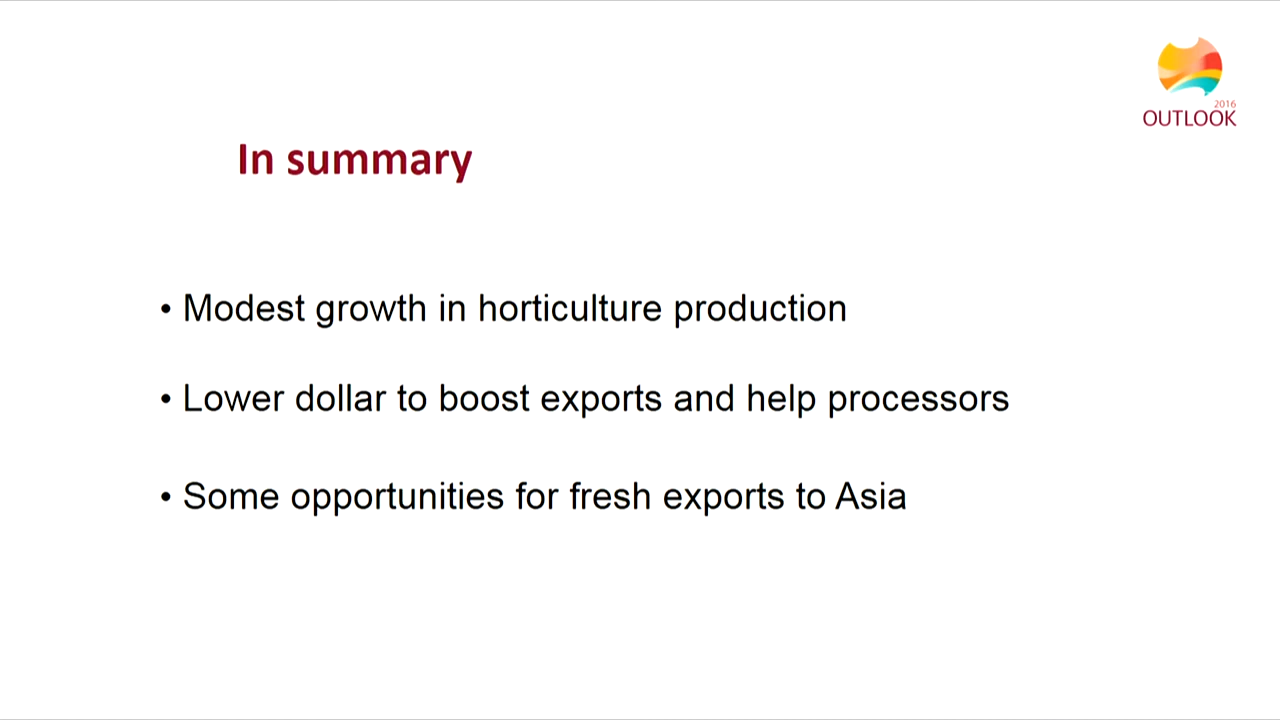 2016
OUTLOOK
In summary
• Modest growth in horticulture production
• Lower dollar to boost exports and help processors
• Some opportunities for fresh exports to Asia